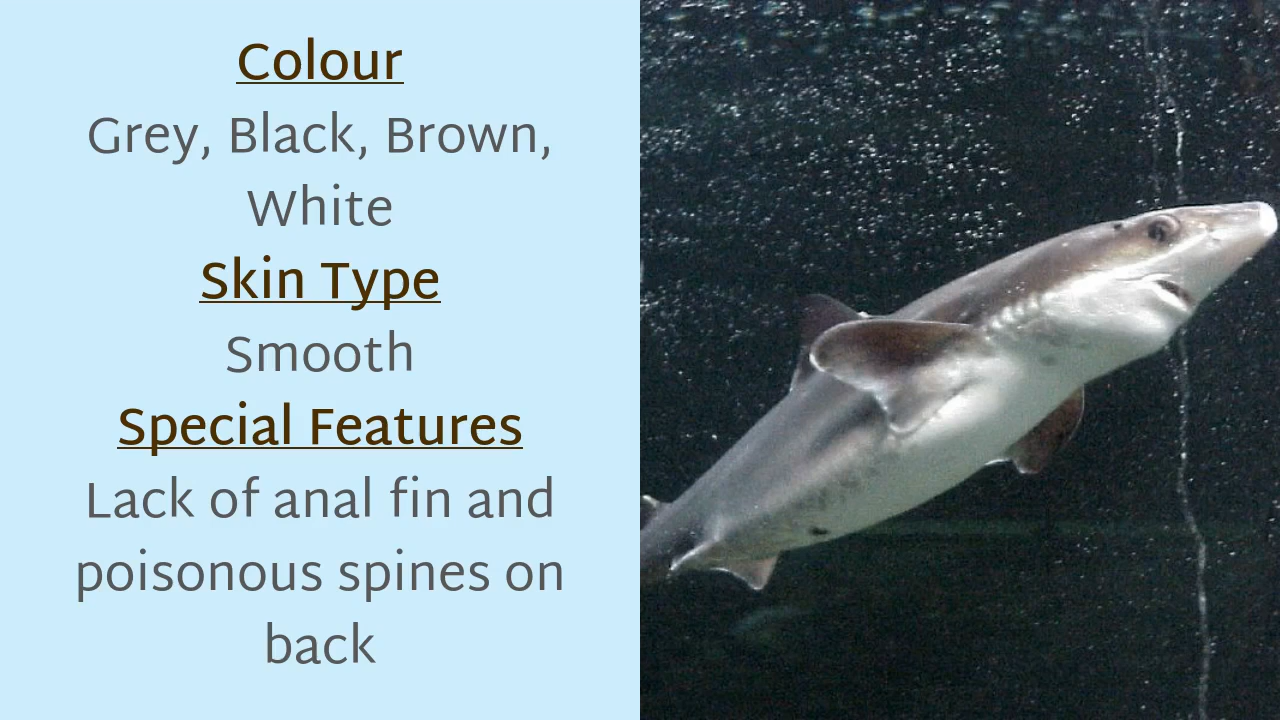 Colour
Grey, Black, Brown,
White
Skin Type
Smooth
Special Features
Lack of anal fin and
poisonous spines on
back